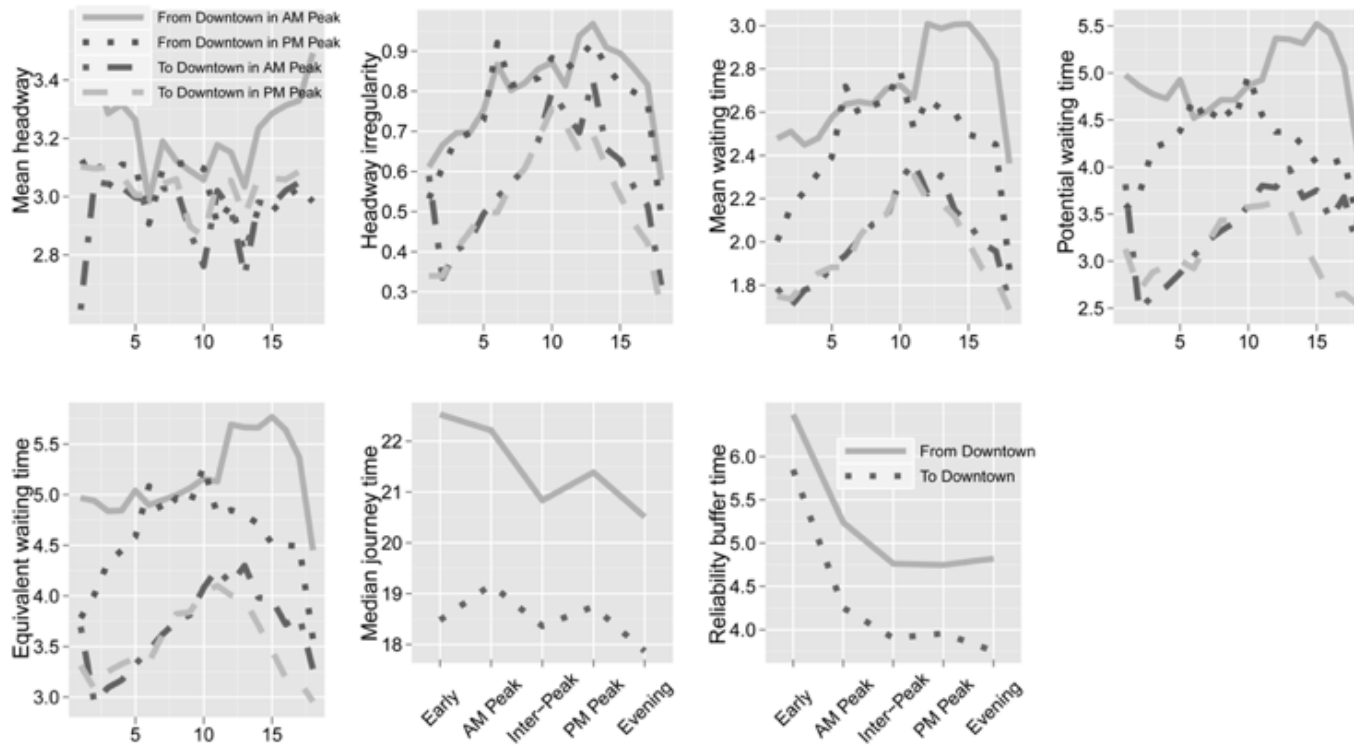 From Downtown in AM Peak
From Downtown in PM Peak
To Downtown in AM Peak
To Downtown in PM Peak
Mean headway
3.4
3.2
3.0
2.8
5
10
15
Headway irregularity
0.9
0.8
0.7
0.6
0.5
0.4
0.3
5
10
15
Mean waiting time
3.0
2.8
2.6
2.4
2.2
2.0
1.8
5
10
15
Potential waiting time
5.5
5.0
4.5
4.0
3.5
3.0
2.5
5
10
15
Equivalent waiting time
5.5
5.0
4.5
4.0
3.5
3.0
5
10
15
Median journey time
22
21
20
19
18
Early
AM Peak
Inter-Peak
PM Peak
Evening
Reliability buffer time
6.0
5.5
5.0
4.5
4.0
From Downtown
To Downtown
Early
AM Peak
Inter-Peak
PM Peak
Evening